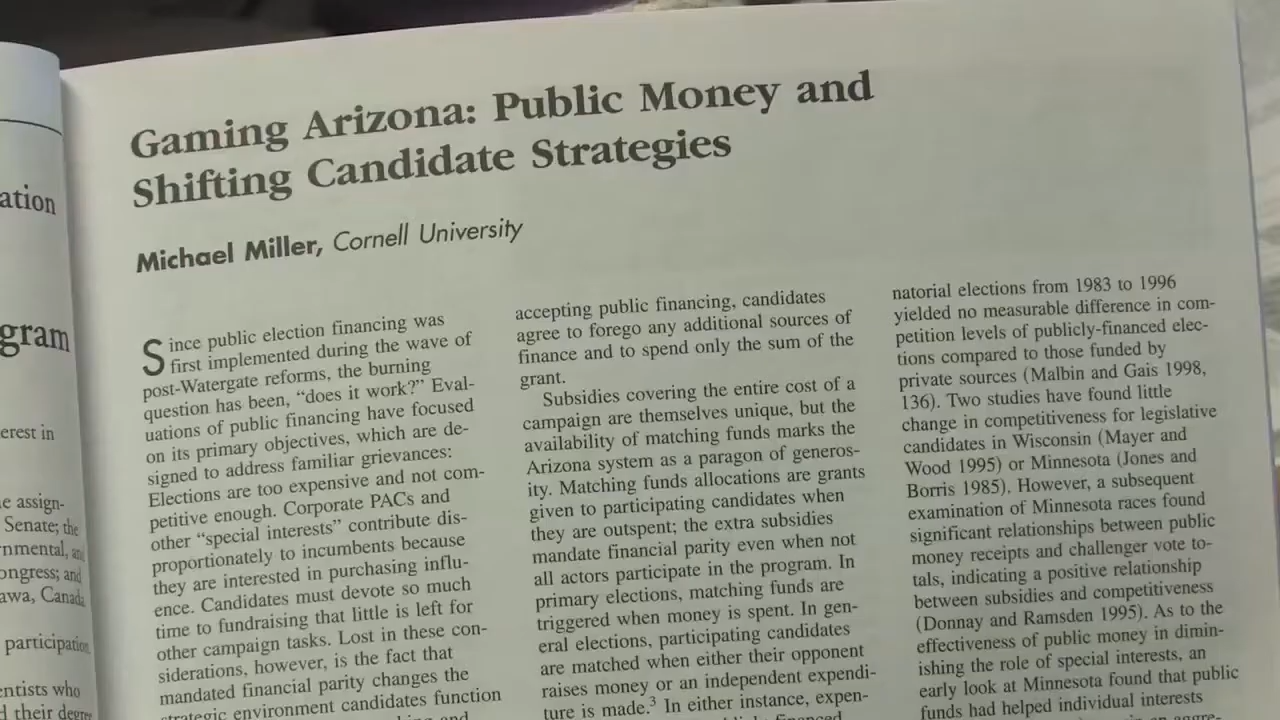 ation
gram
erest in
e assign-
Senate; the
rnmental, and
ongress; and
awa, Canada
participation
entists who
d their degree
Gaming Arizona: Public Money and
Shifting Candidate Strategies
Michael Miller, Cornell University
Since public election financing was
first implemented during the wave of
post-Watergate reforms, the burning
question has been, “does it work?” Eval-
uations of public financing have focused
on its primary objectives, which are de-
signed to address familiar grievances:
Elections are too expensive and not com-
petitive enough. Corporate PACs and
other “special interests” contribute dis-
proportionately to incumbents because
they are interested in purchasing influ-
ence. Candidates must devote so much
time to fundraising that little is left for
other campaign tasks. Lost in these con-
siderations, however, is the fact that
mandated financial parity changes the
strategic environment candidates function
and
accepting public financing, candidates
agree to forego any additional sources of
finance and to spend only the sum of the
grant.
Subsidies covering the entire cost of a
campaign are themselves unique, but the
availability of matching funds marks the
Arizona system as a paragon of generos-
ity. Matching funds allocations are grants
given to participating candidates when
they are outspent; the extra subsidies
mandate financial parity even when not
all actors participate in the program. In
primary elections, matching funds are
triggered when money is spent. In gen-
eral elections, participating candidates
are matched when either their opponent
raises money or an independent expendi-
ture is made.³ In either instance, expen-
financed
natorial elections from 1983 to 1996
yielded no measurable difference in com-
petition levels of publicly-financed elec-
tions compared to those funded by
private sources (Malbin and Gais 1998,
136). Two studies have found little
change in competitiveness for legislative
candidates in Wisconsin (Mayer and
Wood 1995) or Minnesota (Jones and
Borris 1985). However, a subsequent
examination of Minnesota races found
significant relationships between public
money receipts and challenger vote to-
tals, indicating a positive relationship
between subsidies and competitiveness
(Donnay and Ramsden 1995). As to the
effectiveness of public money in dimin-
ishing the role of special interests, an
early look at Minnesota found that public
funds had helped individual interests